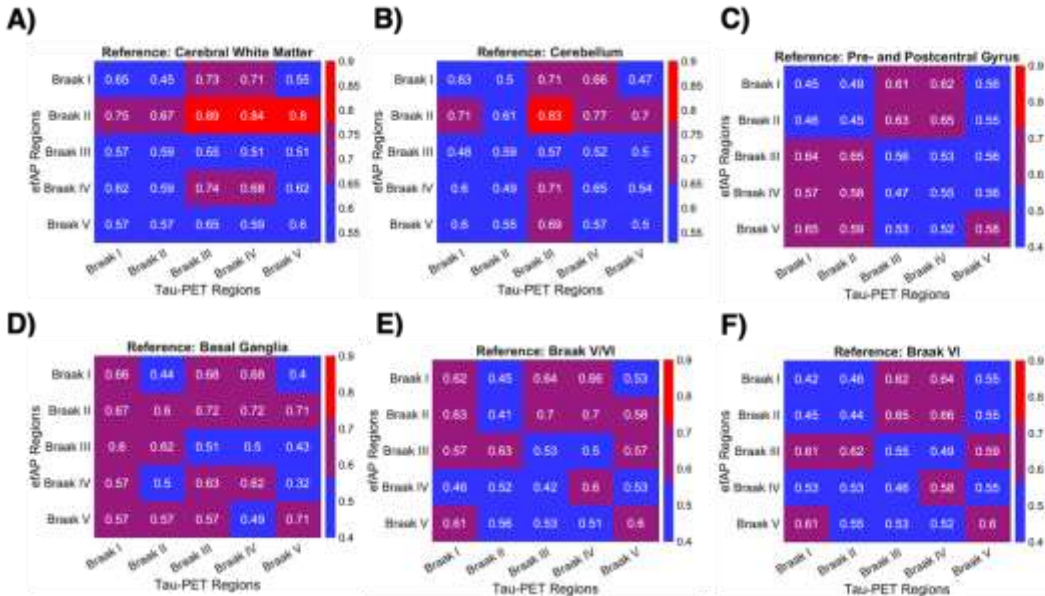 A)
Reference: Cerebral White Matter
efAP Regions
Braak I 0.65 0.45 0.73 0.71 0.55
Braak II 0.75 0.67 0.89 0.84 0.8
Braak III 0.57 0.59 0.55 0.51 0.51
Braak IV 0.62 0.59 0.74 0.68 0.62
Braak V 0.57 0.57 0.65 0.59 0.6
Braak I Braak II Braak III Braak IV Braak V
Tau-PET Regions
0.9
0.85
0.8
0.75
0.7
0.65
0.6
0.55
B)
Reference: Cerebellum
efAP Regions
Braak I 0.63 0.5 0.71 0.66 0.47
Braak II 0.71 0.61 0.83 0.77 0.7
Braak III 0.48 0.59 0.57 0.52 0.5
Braak IV 0.6 0.49 0.71 0.65 0.54
Braak V 0.6 0.55 0.69 0.57 0.5
Braak I Braak II Braak III Braak IV Braak V
Tau-PET Regions
0.9
0.85
0.8
0.75
0.7
0.65
0.6
0.55
C)
Reference: Pre- and Postcentral Gyrus
efAP Regions
Braak I 0.45 0.49 0.61 0.62 0.56
Braak II 0.46 0.45 0.63 0.65 0.55
Braak III 0.64 0.65 0.56 0.53 0.56
Braak IV 0.57 0.58 0.47 0.55 0.56
Braak V 0.65 0.59 0.53 0.52 0.58
Braak I Braak II Braak III Braak IV Braak V
Tau-PET Regions
0.9
0.8
0.7
0.6
0.5
0.4
D)
Reference: Basal Ganglia
efAP Regions
Braak I 0.66 0.44 0.68 0.68 0.4
Braak II 0.67 0.6 0.72 0.72 0.71
Braak III 0.6 0.62 0.51 0.5 0.43
Braak IV 0.57 0.5 0.63 0.62 0.32
Braak V 0.57 0.57 0.57 0.49 0.71
Braak I Braak II Braak III Braak IV Braak V
Tau-PET Regions
0.9
0.8
0.7
0.6
0.5
0.4
E)
Reference: Braak V/VI
efAP Regions
Braak I 0.62 0.45 0.64 0.66 0.53
Braak II 0.63 0.41 0.7 0.7 0.58
Braak III 0.57 0.63 0.53 0.5 0.57
Braak IV 0.46 0.52 0.42 0.6 0.53
Braak V 0.61 0.56 0.53 0.51 0.6
Braak I Braak II Braak III Braak IV Braak V
Tau-PET Regions
0.9
0.8
0.7
0.6
0.5
0.4
F)
Reference: Braak VI
efAP Regions
Braak I 0.42 0.46 0.62 0.64 0.55
Braak II 0.45 0.44 0.65 0.66 0.55
Braak III 0.61 0.62 0.55 0.49 0.59
Braak IV 0.53 0.53 0.46 0.58 0.55
Braak V 0.61 0.55 0.53 0.52 0.6
Braak I Braak II Braak III Braak IV Braak V
Tau-PET Regions
0.9
0.8
0.7
0.6
0.5
0.4